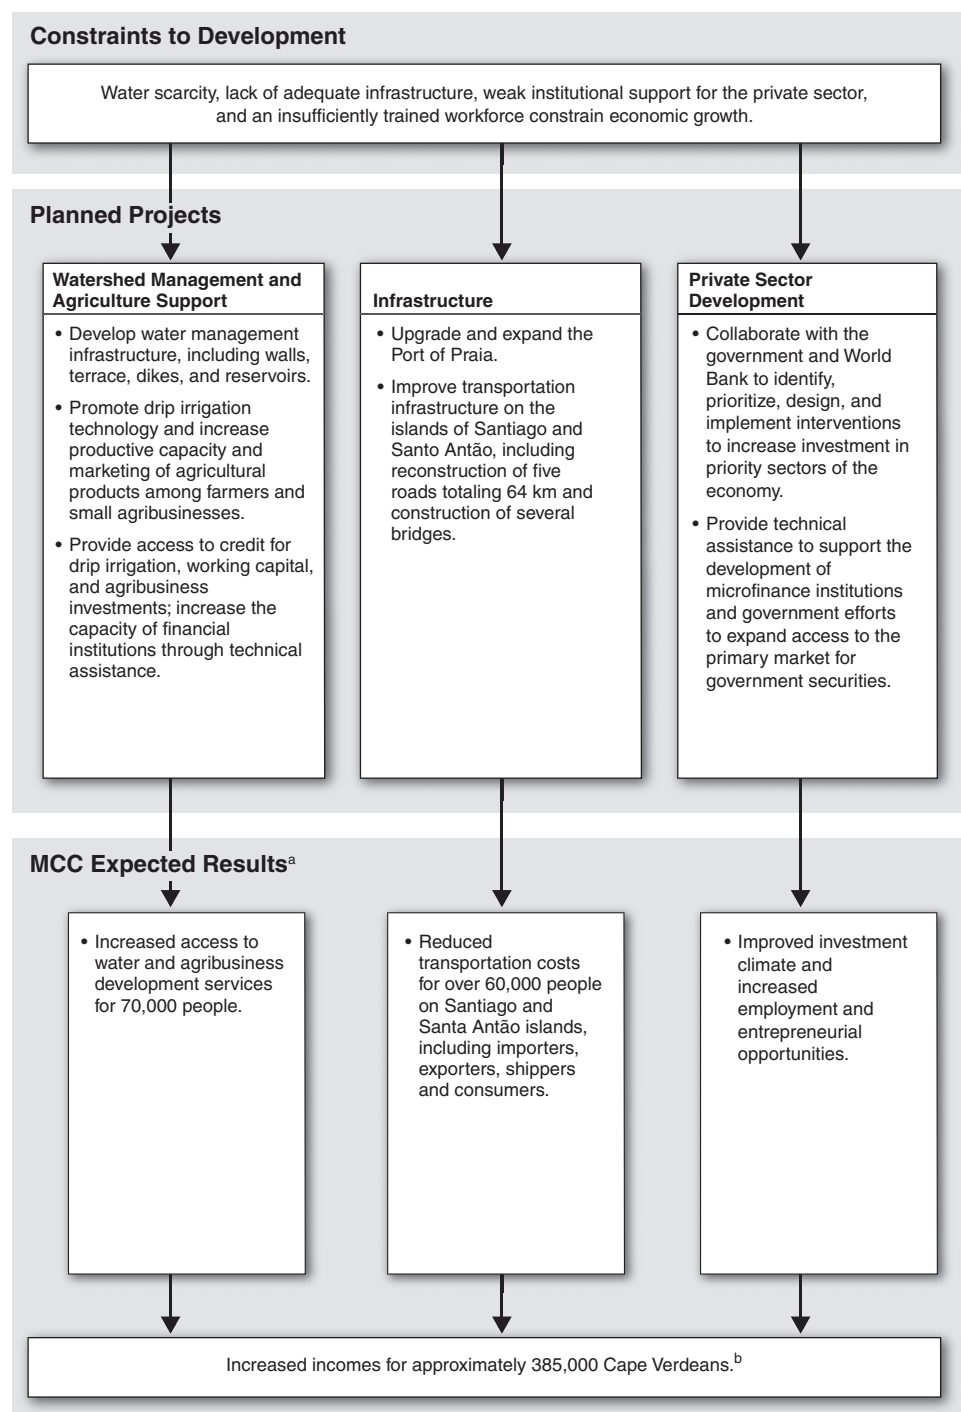 Constraints to Development
Water scarcity, lack of adequate infrastructure, weak institutional support for the private sector,
and an insufficiently trained workforce constrain economic growth.
Planned Projects
Watershed Management and
Agriculture Support
• Develop water management
infrastructure, including walls,
terrace, dikes, and reservoirs.
• Promote drip irrigation
technology and increase
productive capacity and
marketing of agricultural
products among farmers and
small agribusinesses.
• Provide access to credit for
drip irrigation, working capital,
and agribusiness
investments; increase the
capacity of financial
institutions through technical
assistance.
Infrastructure
• Upgrade and expand the
Port of Praia.
• Improve transportation
infrastructure on the
islands of Santiago and
Santo Antão, including
reconstruction of five
roads totaling 64 km and
construction of several
bridges.
Private Sector
Development
• Collaborate with the
government and World
Bank to identify,
prioritize, design, and
implement interventions
to increase investment in
priority sectors of the
economy.
• Provide technical
assistance to support the
development of
microfinance institutions
and government efforts
to expand access to the
primary market for
government securities.
MCC Expected Resultsᵃ
• Increased access to
water and agribusiness
development services
for 70,000 people.
• Reduced
transportation costs
for over 60,000 people
on Santiago and
Santa Antão islands,
including importers,
exporters, shippers
and consumers.
• Improved investment
climate and
increased
employment and
entrepreneurial
opportunities.
Increased incomes for approximately 385,000 Cape Verdeans.ᵇ